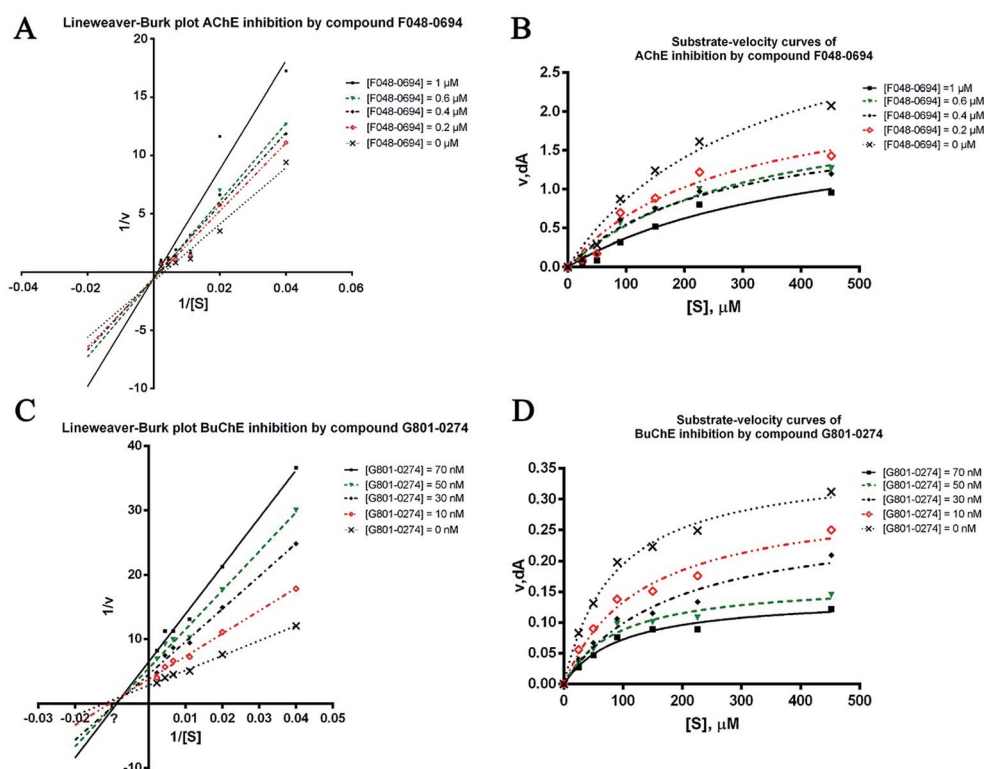 A
Lineweaver-Burk plot AChE inhibition by compound F048-0694
20
15
10
5
-5
-10
-0.04
-0.02
0.02
0.04
0.06
1/v
1/[S]
[F048-0694] = 1 µM
[F048-0694] = 0.6 µM
[F048-0694] = 0.4 µM
[F048-0694] = 0.2 µM
[F048-0694] = 0 µM
B
Substrate-velocity curves of
AChE inhibition by compound F048-0694
2.5
2.0
1.5
1.0
0.5
0.0
0
100
200
300
400
500
v,dA
[S], µM
[F048-0694] =1 µM
[F048-0694] = 0.6 µM
[F048-0694] = 0.4 µM
[F048-0694] = 0.2 µM
[F048-0694] = 0 µM
C
Lineweaver-Burk plot BuChE inhibition by compound G801-0274
40
30
20
10
-10
-0.03
-0.02
?
0.01
0.02
0.03
0.04
0.05
1/v
1/[S]
[G801-0274] = 70 nM
[G801-0274] = 50 nM
[G801-0274] = 30 nM
[G801-0274] = 10 nM
[G801-0274] = 0 nM
D
Substrate-velocity curves of
BuChE inhibition by compound G801-0274
0.35
0.30
0.25
0.20
0.15
0.10
0.05
0.00
0
100
200
300
400
500
v,dA
[S], µM
[G801-0274] = 70 nM
[G801-0274] = 50 nM
[G801-0274] = 30 nM
[G801-0274] = 10 nM
[G801-0274] = 0 nM